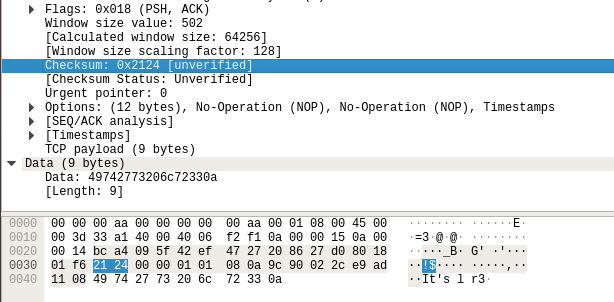 Flags: 0x018 (PSH, ACK)
Window size value: 502
[Calculated window size: 64256]
[Window size scaling factor: 128]
Checksum: 0x2124 [unverified]
[Checksum Status: Unverified]
Urgent pointer: 0
Options: (12 bytes), No-Operation (NOP), No-Operation (NOP), Timestamps
[SEQ/ACK analysis]
[Timestamps]
TCP payload (9 bytes)
Data (9 bytes)
Data: 49742773206c72330a
[Length: 9]
0000 00 00 00 aa 00 00 00 00 00 aa 00 01 08 00 45 00 ········ ······E·
0010 00 3d 33 a1 40 00 40 06 f2 f1 0a 00 00 15 0a 00 ·=3·@·@· ········
0020 00 14 bc a4 09 5f 42 ef 47 27 20 86 27 d0 80 18 ·····_B· G' ·'···
0030 01 f6 21 24 00 00 01 01 08 0a 9c 90 02 2c e9 ad ··!$···· ·····,··
0040 11 08 49 74 27 73 20 6c 72 33 0a ··It's l r3·